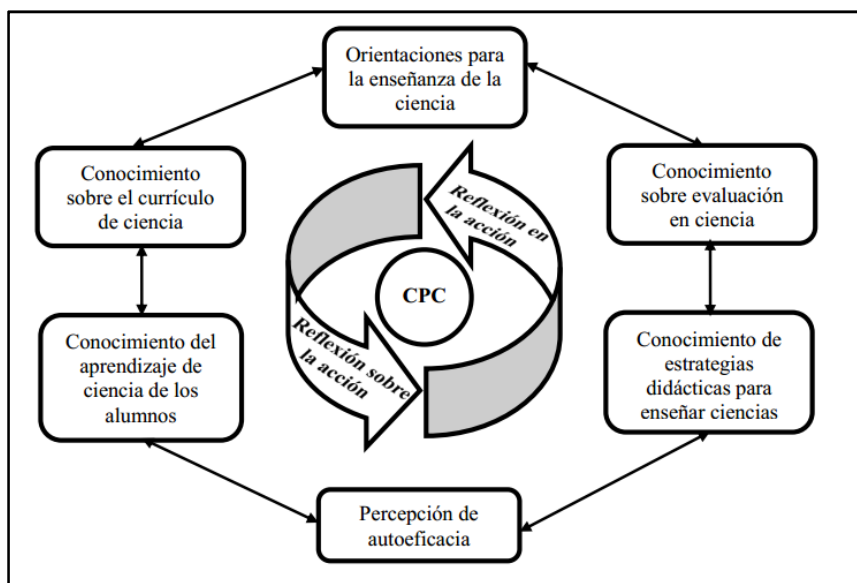 Orientaciones para
la enseñanza de la
ciencia
Conocimiento
sobre el currículo
de ciencia
Conocimiento
sobre evaluación
en ciencia
Reflexión en
la acción
CPC
Reflexión sobre
la acción
Conocimiento del
aprendizaje de
ciencia de los
alumnos
Conocimiento de
estrategias
didácticas para
enseñar ciencias
Percepción de
autoeficacia